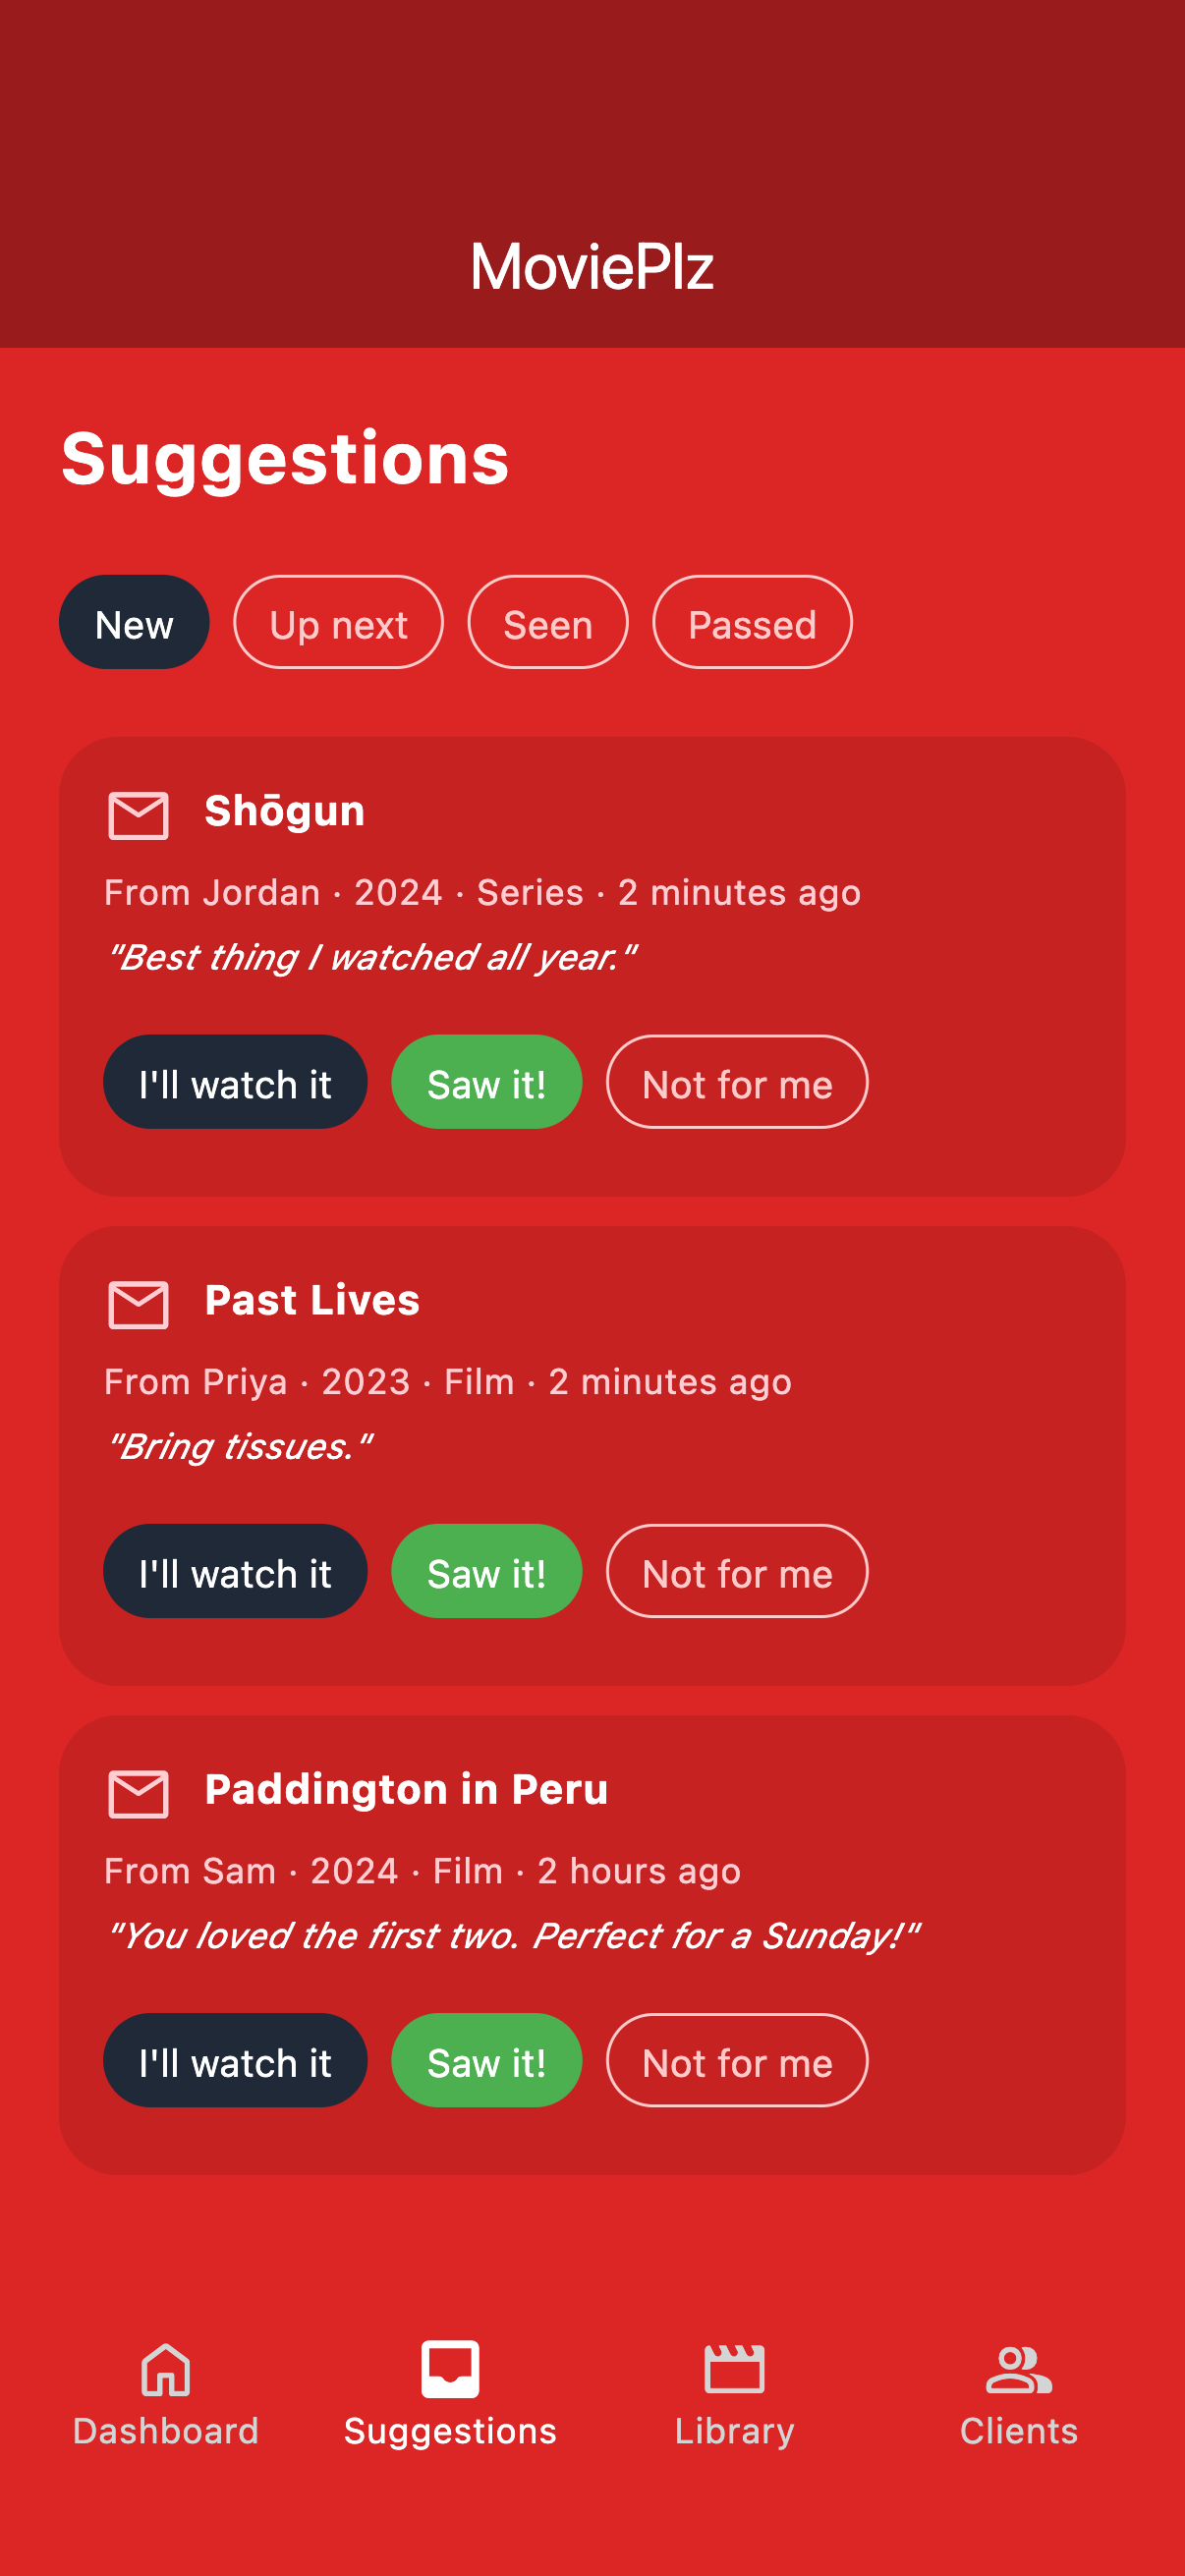 MoviePlz
Suggestions
New Up next Seen Passed
Shōgun
From Jordan · 2024 · Series · 2 minutes ago
"Best thing I watched all year."
I'll watch it Saw it! Not for me
Past Lives
From Priya · 2023 · Film · 2 minutes ago
"Bring tissues."
I'll watch it Saw it! Not for me
Paddington in Peru
From Sam · 2024 · Film · 2 hours ago
"You loved the first two. Perfect for a Sunday!"
I'll watch it Saw it! Not for me
Dashboard Suggestions Library Clients